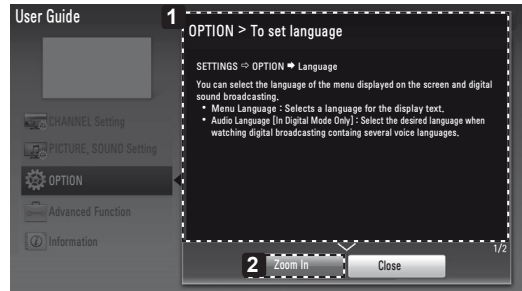 User Guide
1
OPTION > To set language
SETTINGS ⇨ OPTION ➡ Language
You can select the language of the menu displayed on the screen and digital
sound broadcasting.
• Menu Language : Selects a language for the display text.
• Audio Language [In Digital Mode Only] : Select the desired language when
watching digital broadcasting containg several voice languages.
CHANNEL Setting
PICTURE, SOUND Setting
OPTION
Advanced Function
Information
1/2
2
Zoom In
Close